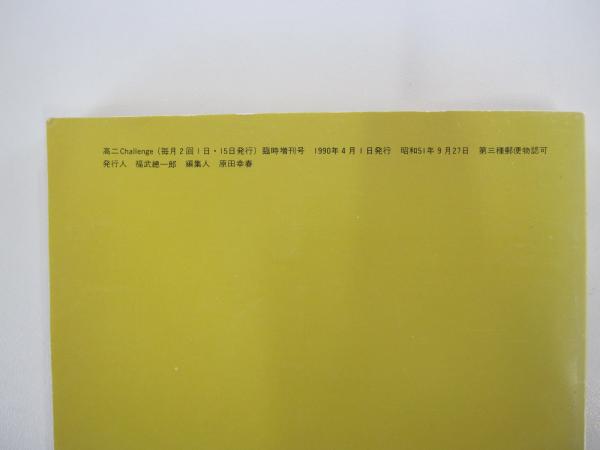 高二Challenge（毎月2回1日・15日発行）臨時増刊号　1990年4月1日発行　昭和51年9月27日　第三種郵便物認可
発行人　福武總一郎　編集人　原田幸春